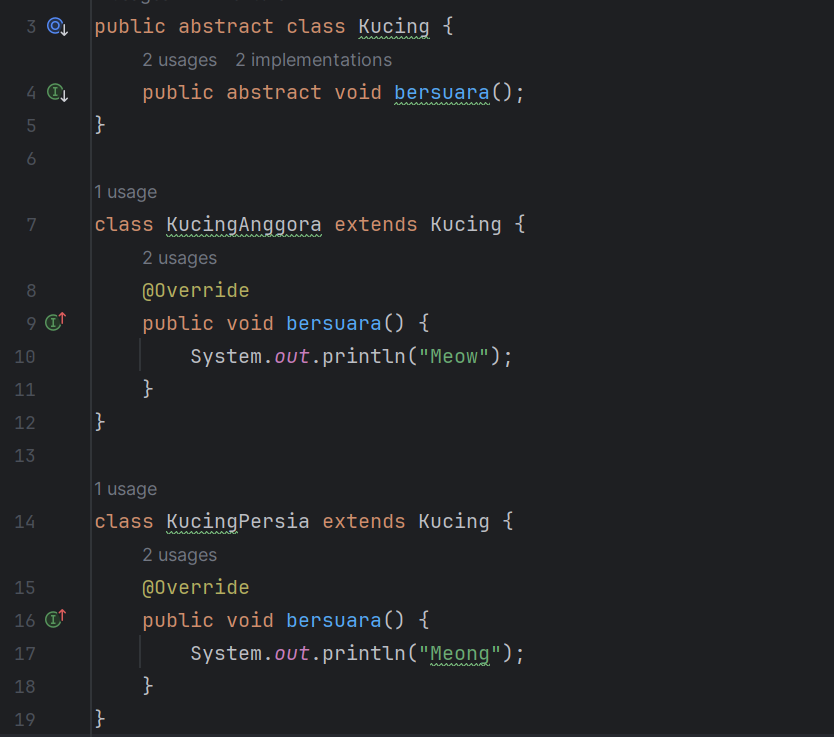 3 public abstract class Kucing {
2 usages 2 implementations
4 public abstract void bersuara();
5 }
6
1 usage
7 class KucingAnggora extends Kucing {
2 usages
8 @Override
9 public void bersuara() {
10 System.out.println("Meow");
11 }
12 }
13
1 usage
14 class KucingPersia extends Kucing {
2 usages
15 @Override
16 public void bersuara() {
17 System.out.println("Meong");
18 }
19 }